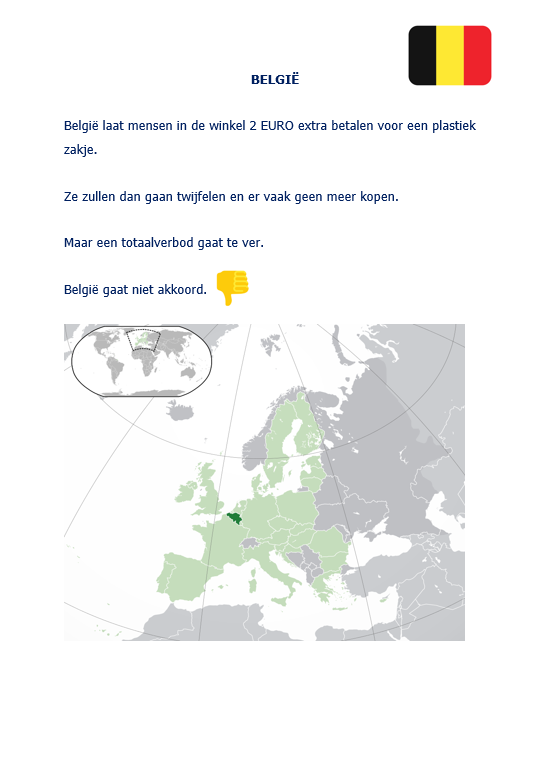 BELGIË
België laat mensen in de winkel 2 EURO extra betalen voor een plastiek
zakje.
Ze zullen dan gaan twijfelen en er vaak geen meer kopen.
Maar een totaalverbod gaat te ver.
België gaat niet akkoord.